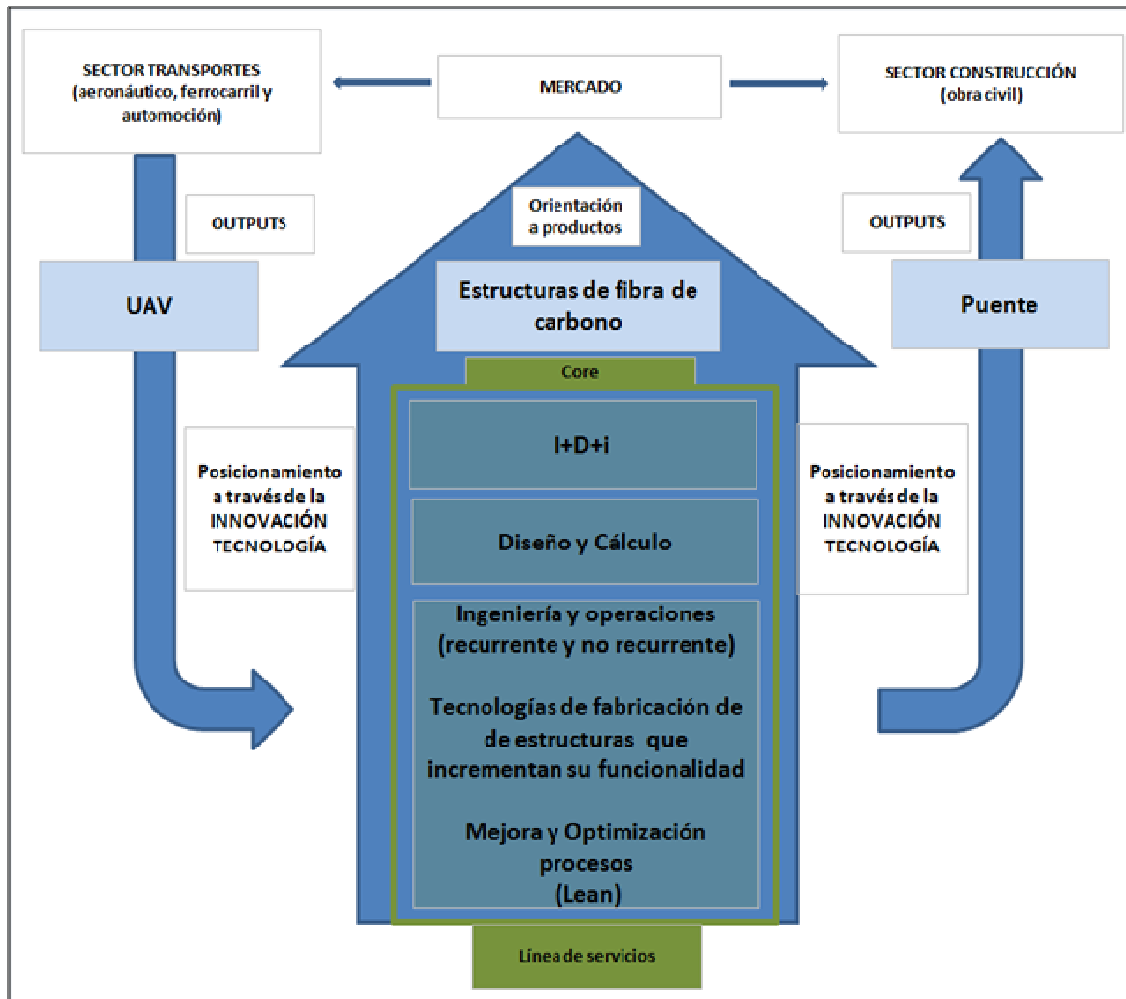 SECTOR TRANSPORTES
(aeronáutico, ferrocarril y
automoción)
MERCADO
SECTOR CONSTRUCCIÓN
(obra civil)
OUTPUTS
Orientación
a productos
OUTPUTS
UAV
Estructuras de fibra de
carbono
Puente
Core
I+D+i
Posicionamiento
a través de la
INNOVACIÓN
TECNOLOGÍA
Diseño y Cálculo
Posicionamiento
a través de la
INNOVACIÓN
TECNOLOGÍA
Ingeniería y operaciones
(recurrente y no recurrente)
Tecnologías de fabricación de
de estructuras que
incrementan su funcionalidad
Mejora y Optimización
procesos
(Lean)
Línea de servicios